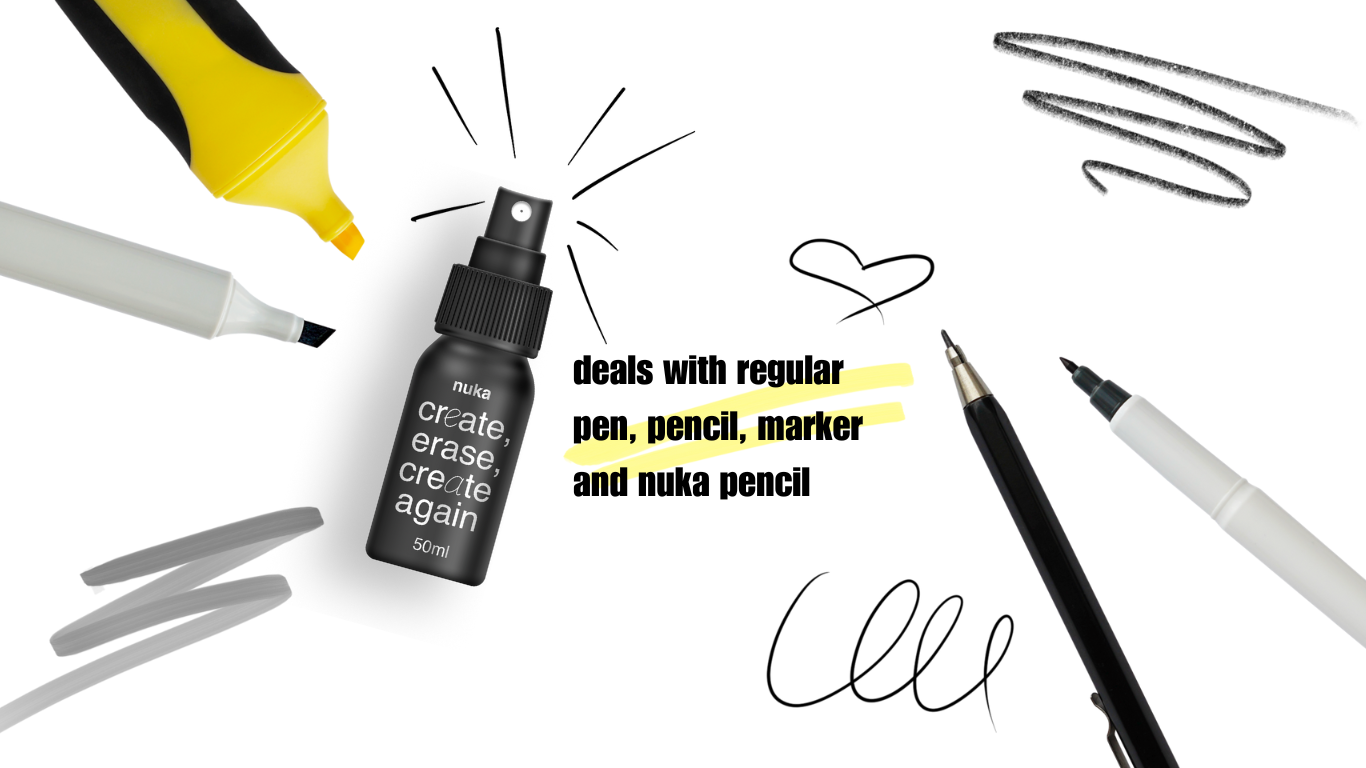 nuka
create,
erase,
create
again
50ml
deals with regular
pen, pencil, marker
and nuka pencil